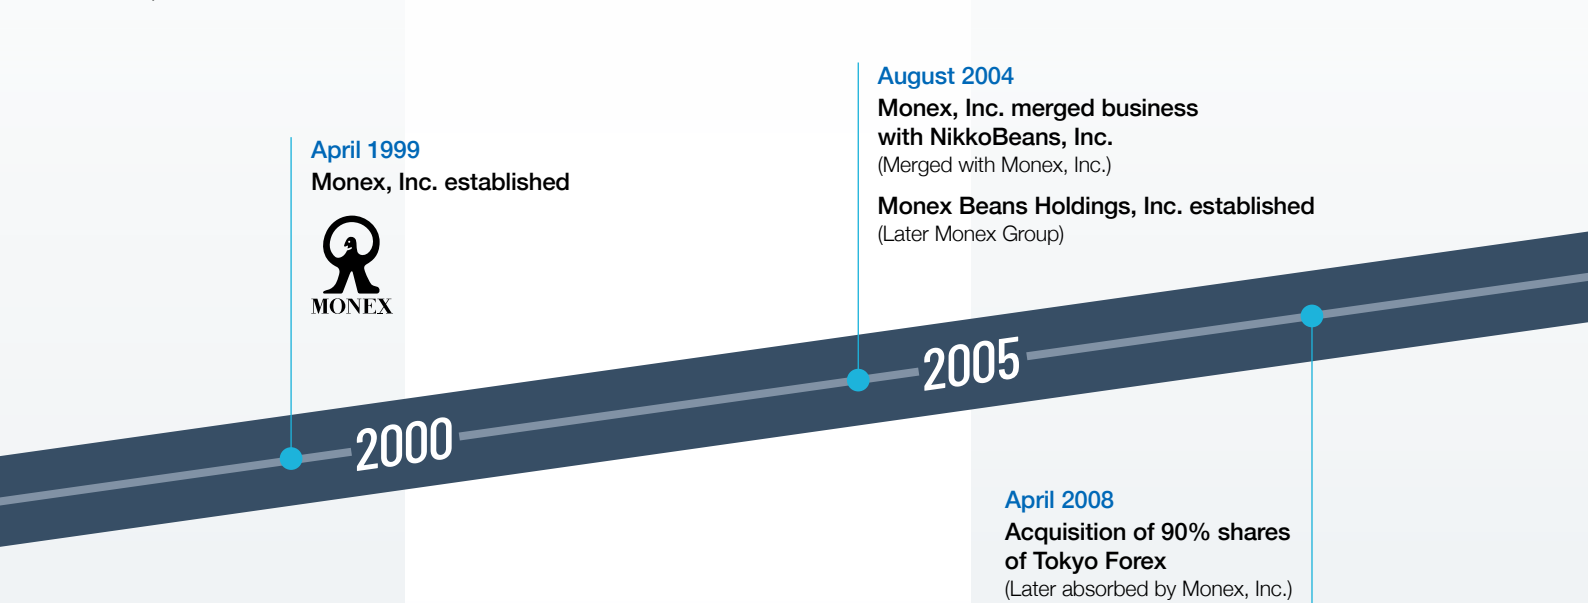 April 1999
Monex, Inc. established
MONEX
August 2004
Monex, Inc. merged business
with NikkoBeans, Inc.
(Merged with Monex, Inc.)
Monex Beans Holdings, Inc. established
(Later Monex Group)
2000
2005
April 2008
Acquisition of 90% shares
of Tokyo Forex
(Later absorbed by Monex, Inc.)